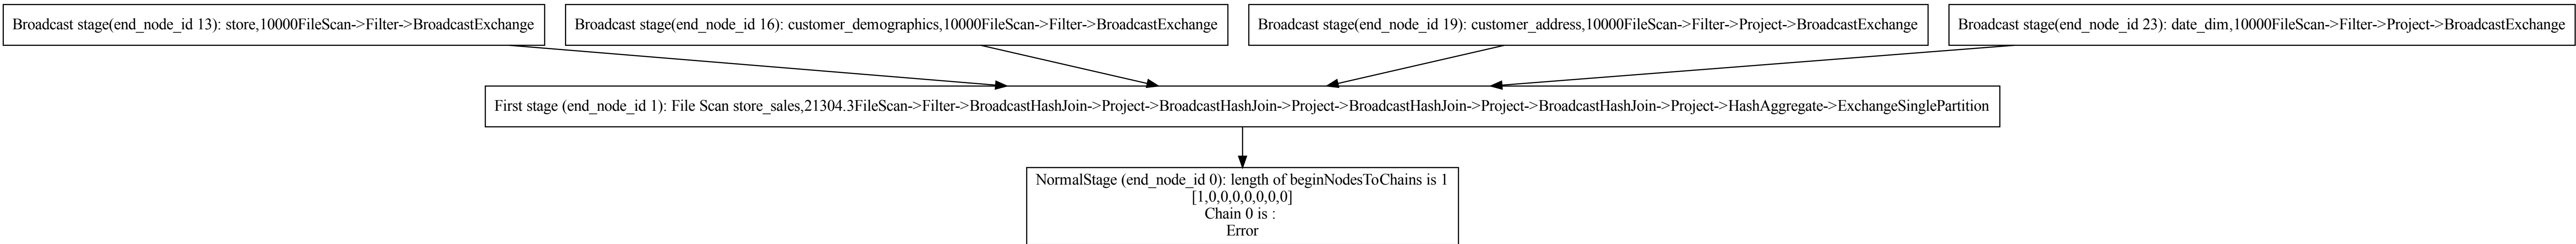 Broadcast stage(end_node_id 13): store,10000FileScan->Filter->BroadcastExchange
Broadcast stage(end_node_id 16): customer_demographics,10000FileScan->Filter->BroadcastExchange
Broadcast stage(end_node_id 19): customer_address,10000FileScan->Filter->Project->BroadcastExchange
Broadcast stage(end_node_id 23): date_dim,10000FileScan->Filter->Project->BroadcastExchange
First stage (end_node_id 1): File Scan store_sales,21304.3FileScan->Filter->BroadcastHashJoin->Project->BroadcastHashJoin->Project->BroadcastHashJoin->Project->BroadcastHashJoin->Project->HashAggregate->ExchangeSinglePartition
NormalStage (end_node_id 0): length of beginNodesToChains is 1
[1,0,0,0,0,0,0,0]
Chain 0 is :
Error